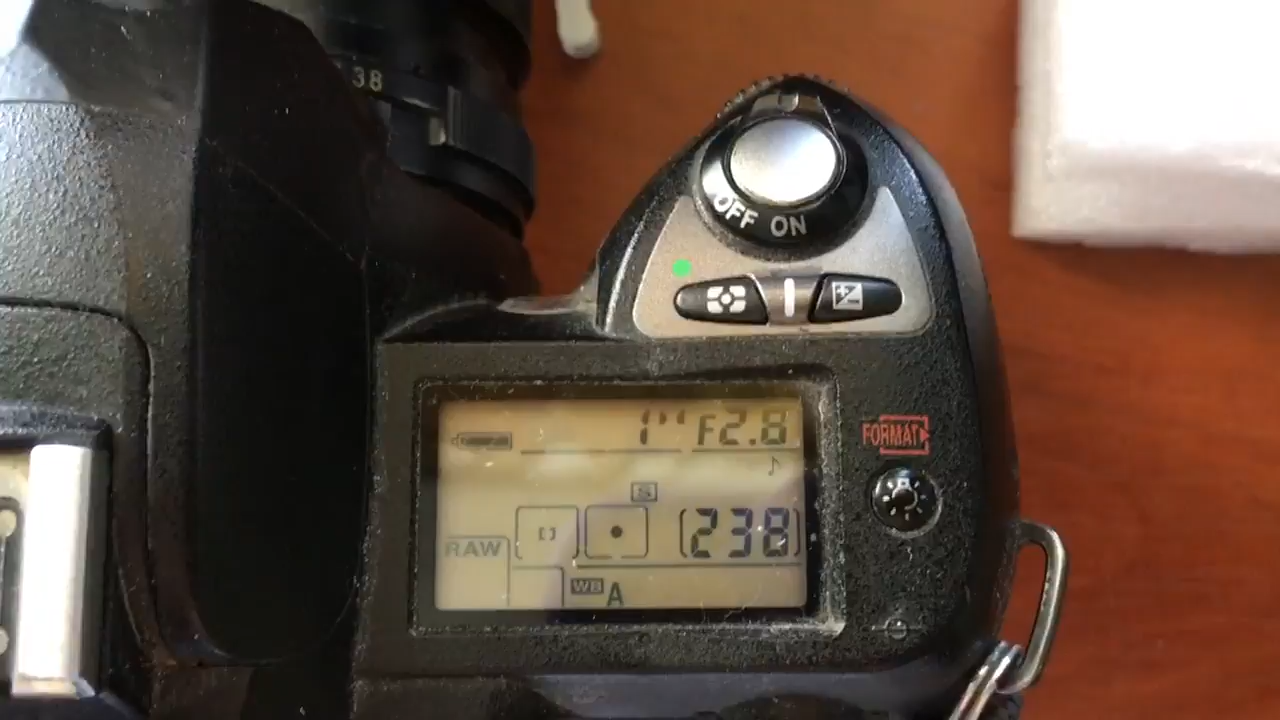 38
OFF ON
1" F2.8
FORMAT
S
RAW [ ] (238)
WB A